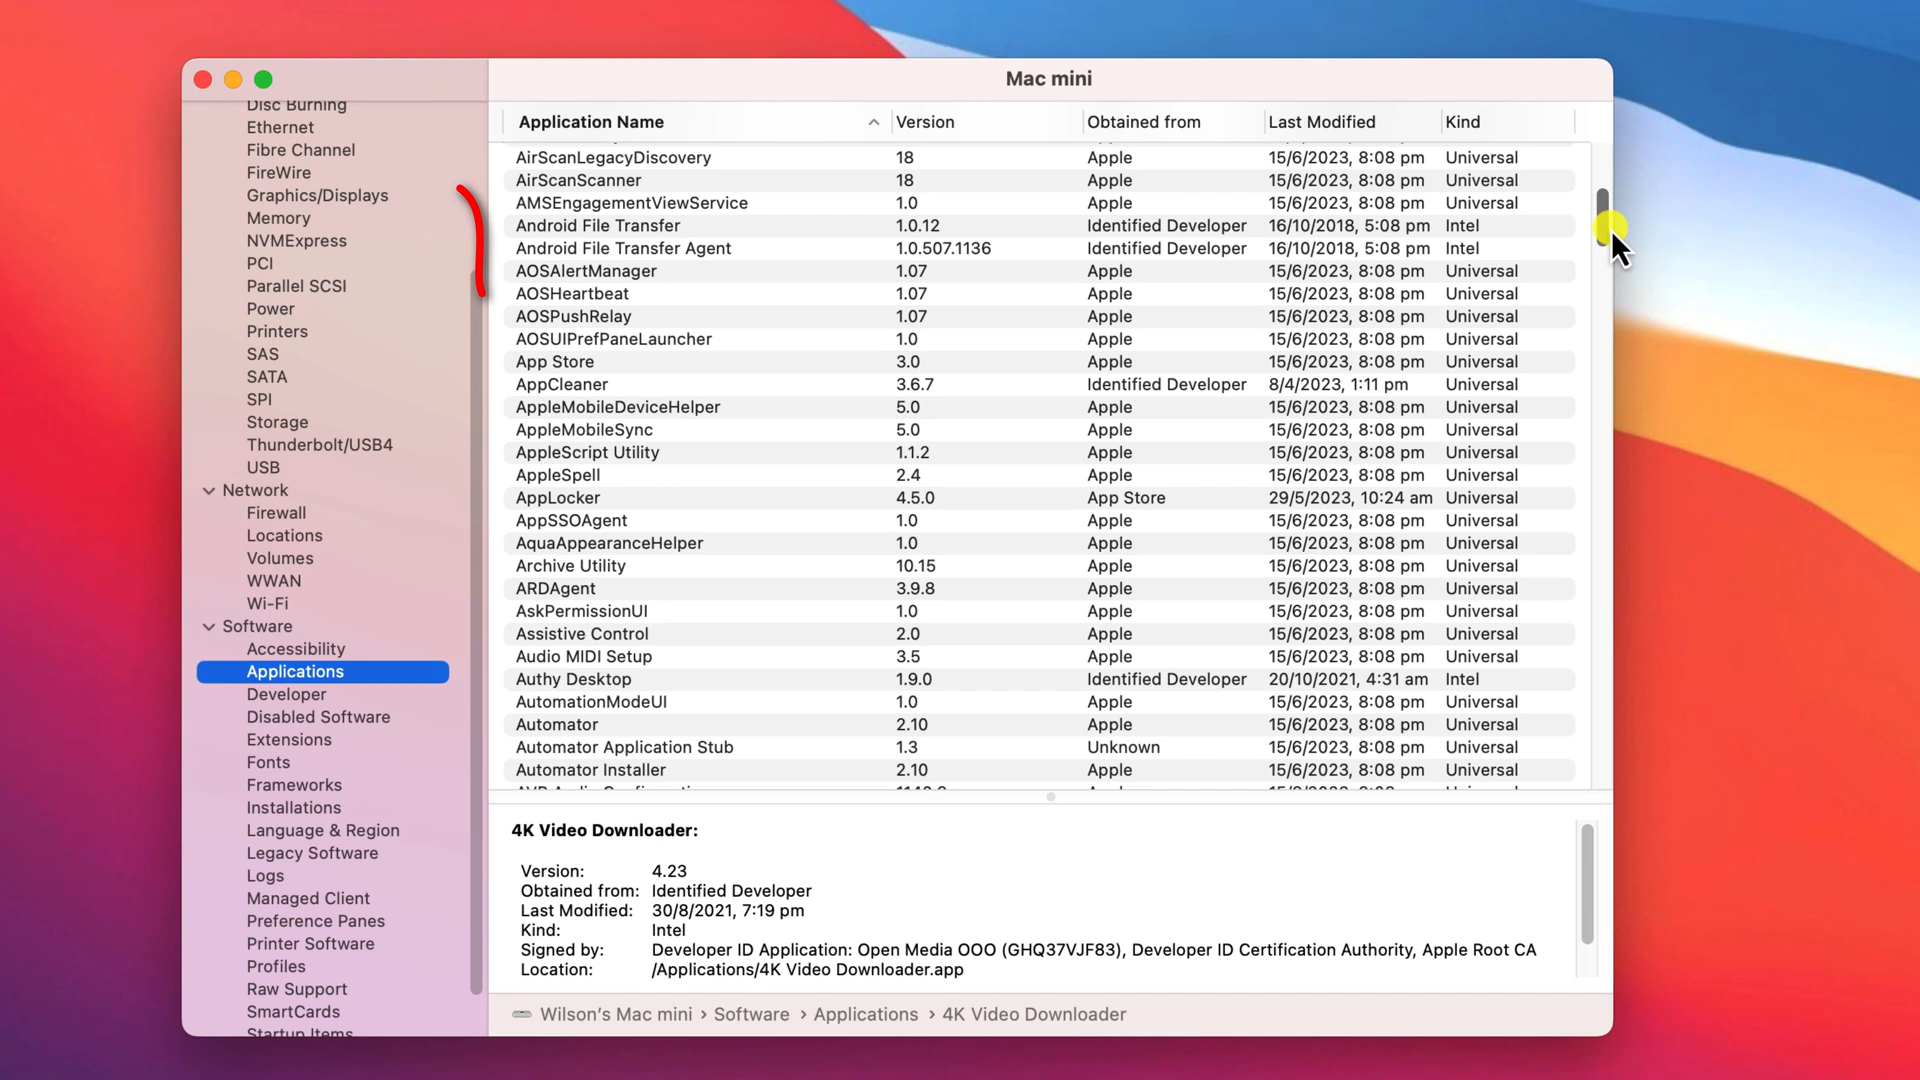 Mac mini
Disc Burning
Ethernet
Fibre Channel
FireWire
Graphics/Displays
Memory
NVMExpress
PCI
Parallel SCSI
Power
Printers
SAS
SATA
SPI
Storage
Thunderbolt/USB4
USB
Network
Firewall
Locations
Volumes
WWAN
Wi-Fi
Software
Accessibility
Applications
Developer
Disabled Software
Extensions
Fonts
Frameworks
Installations
Language & Region
Legacy Software
Logs
Managed Client
Preference Panes
Printer Software
Profiles
Raw Support
SmartCards
Startup Items
Application Name Version Obtained from Last Modified Kind
AirScanLegacyDiscovery 18 Apple 15/6/2023, 8:08 pm Universal
AirScanScanner 18 Apple 15/6/2023, 8:08 pm Universal
AMSEngagementViewService 1.0 Apple 15/6/2023, 8:08 pm Universal
Android File Transfer 1.0.12 Identified Developer 16/10/2018, 5:08 pm Intel
Android File Transfer Agent 1.0.507.1136 Identified Developer 16/10/2018, 5:08 pm Intel
AOSAlertManager 1.07 Apple 15/6/2023, 8:08 pm Universal
AOSHeartbeat 1.07 Apple 15/6/2023, 8:08 pm Universal
AOSPushRelay 1.07 Apple 15/6/2023, 8:08 pm Universal
AOSUIPrefPaneLauncher 1.0 Apple 15/6/2023, 8:08 pm Universal
App Store 3.0 Apple 15/6/2023, 8:08 pm Universal
AppCleaner 3.6.7 Identified Developer 8/4/2023, 1:11 pm Universal
AppleMobileDeviceHelper 5.0 Apple 15/6/2023, 8:08 pm Universal
AppleMobileSync 5.0 Apple 15/6/2023, 8:08 pm Universal
AppleScript Utility 1.1.2 Apple 15/6/2023, 8:08 pm Universal
AppleSpell 2.4 Apple 15/6/2023, 8:08 pm Universal
AppLocker 4.5.0 App Store 29/5/2023, 10:24 am Universal
AppSSOAgent 1.0 Apple 15/6/2023, 8:08 pm Universal
AquaAppearanceHelper 1.0 Apple 15/6/2023, 8:08 pm Universal
Archive Utility 10.15 Apple 15/6/2023, 8:08 pm Universal
ARDAgent 3.9.8 Apple 15/6/2023, 8:08 pm Universal
AskPermissionUI 1.0 Apple 15/6/2023, 8:08 pm Universal
Assistive Control 2.0 Apple 15/6/2023, 8:08 pm Universal
Audio MIDI Setup 3.5 Apple 15/6/2023, 8:08 pm Universal
Authy Desktop 1.9.0 Identified Developer 20/10/2021, 4:31 am Intel
AutomationModeUI 1.0 Apple 15/6/2023, 8:08 pm Universal
Automator 2.10 Apple 15/6/2023, 8:08 pm Universal
Automator Application Stub 1.3 Unknown 15/6/2023, 8:08 pm Universal
Automator Installer 2.10 Apple 15/6/2023, 8:08 pm Universal
4K Video Downloader:
Version: 4.23
Obtained from: Identified Developer
Last Modified: 30/8/2021, 7:19 pm
Kind: Intel
Signed by: Developer ID Application: Open Media OOO (GHQ37VJF83), Developer ID Certification Authority, Apple Root CA
Location: /Applications/4K Video Downloader.app
Wilson's Mac mini › Software › Applications › 4K Video Downloader